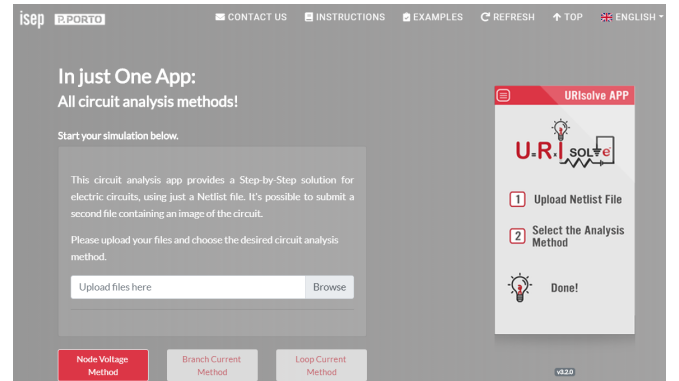 isep P.PORTO CONTACT US INSTRUCTIONS EXAMPLES REFRESH TOP ENGLISH
In just One App:
All circuit analysis methods!
Start your simulation below.
This circuit analysis app provides a Step-by-Step solution for
electric circuits, using just a Netlist file. It's possible to submit a
second file containing an image of the circuit.
Please upload your files and choose the desired circuit analysis
method.
Upload files here Browse
Node Voltage
Method
Branch Current
Method
Loop Current
Method
URIsolve APP
U.R.I SOLVe
1 Upload Netlist File
2 Select the Analysis
Method
Done!
v3.2.0